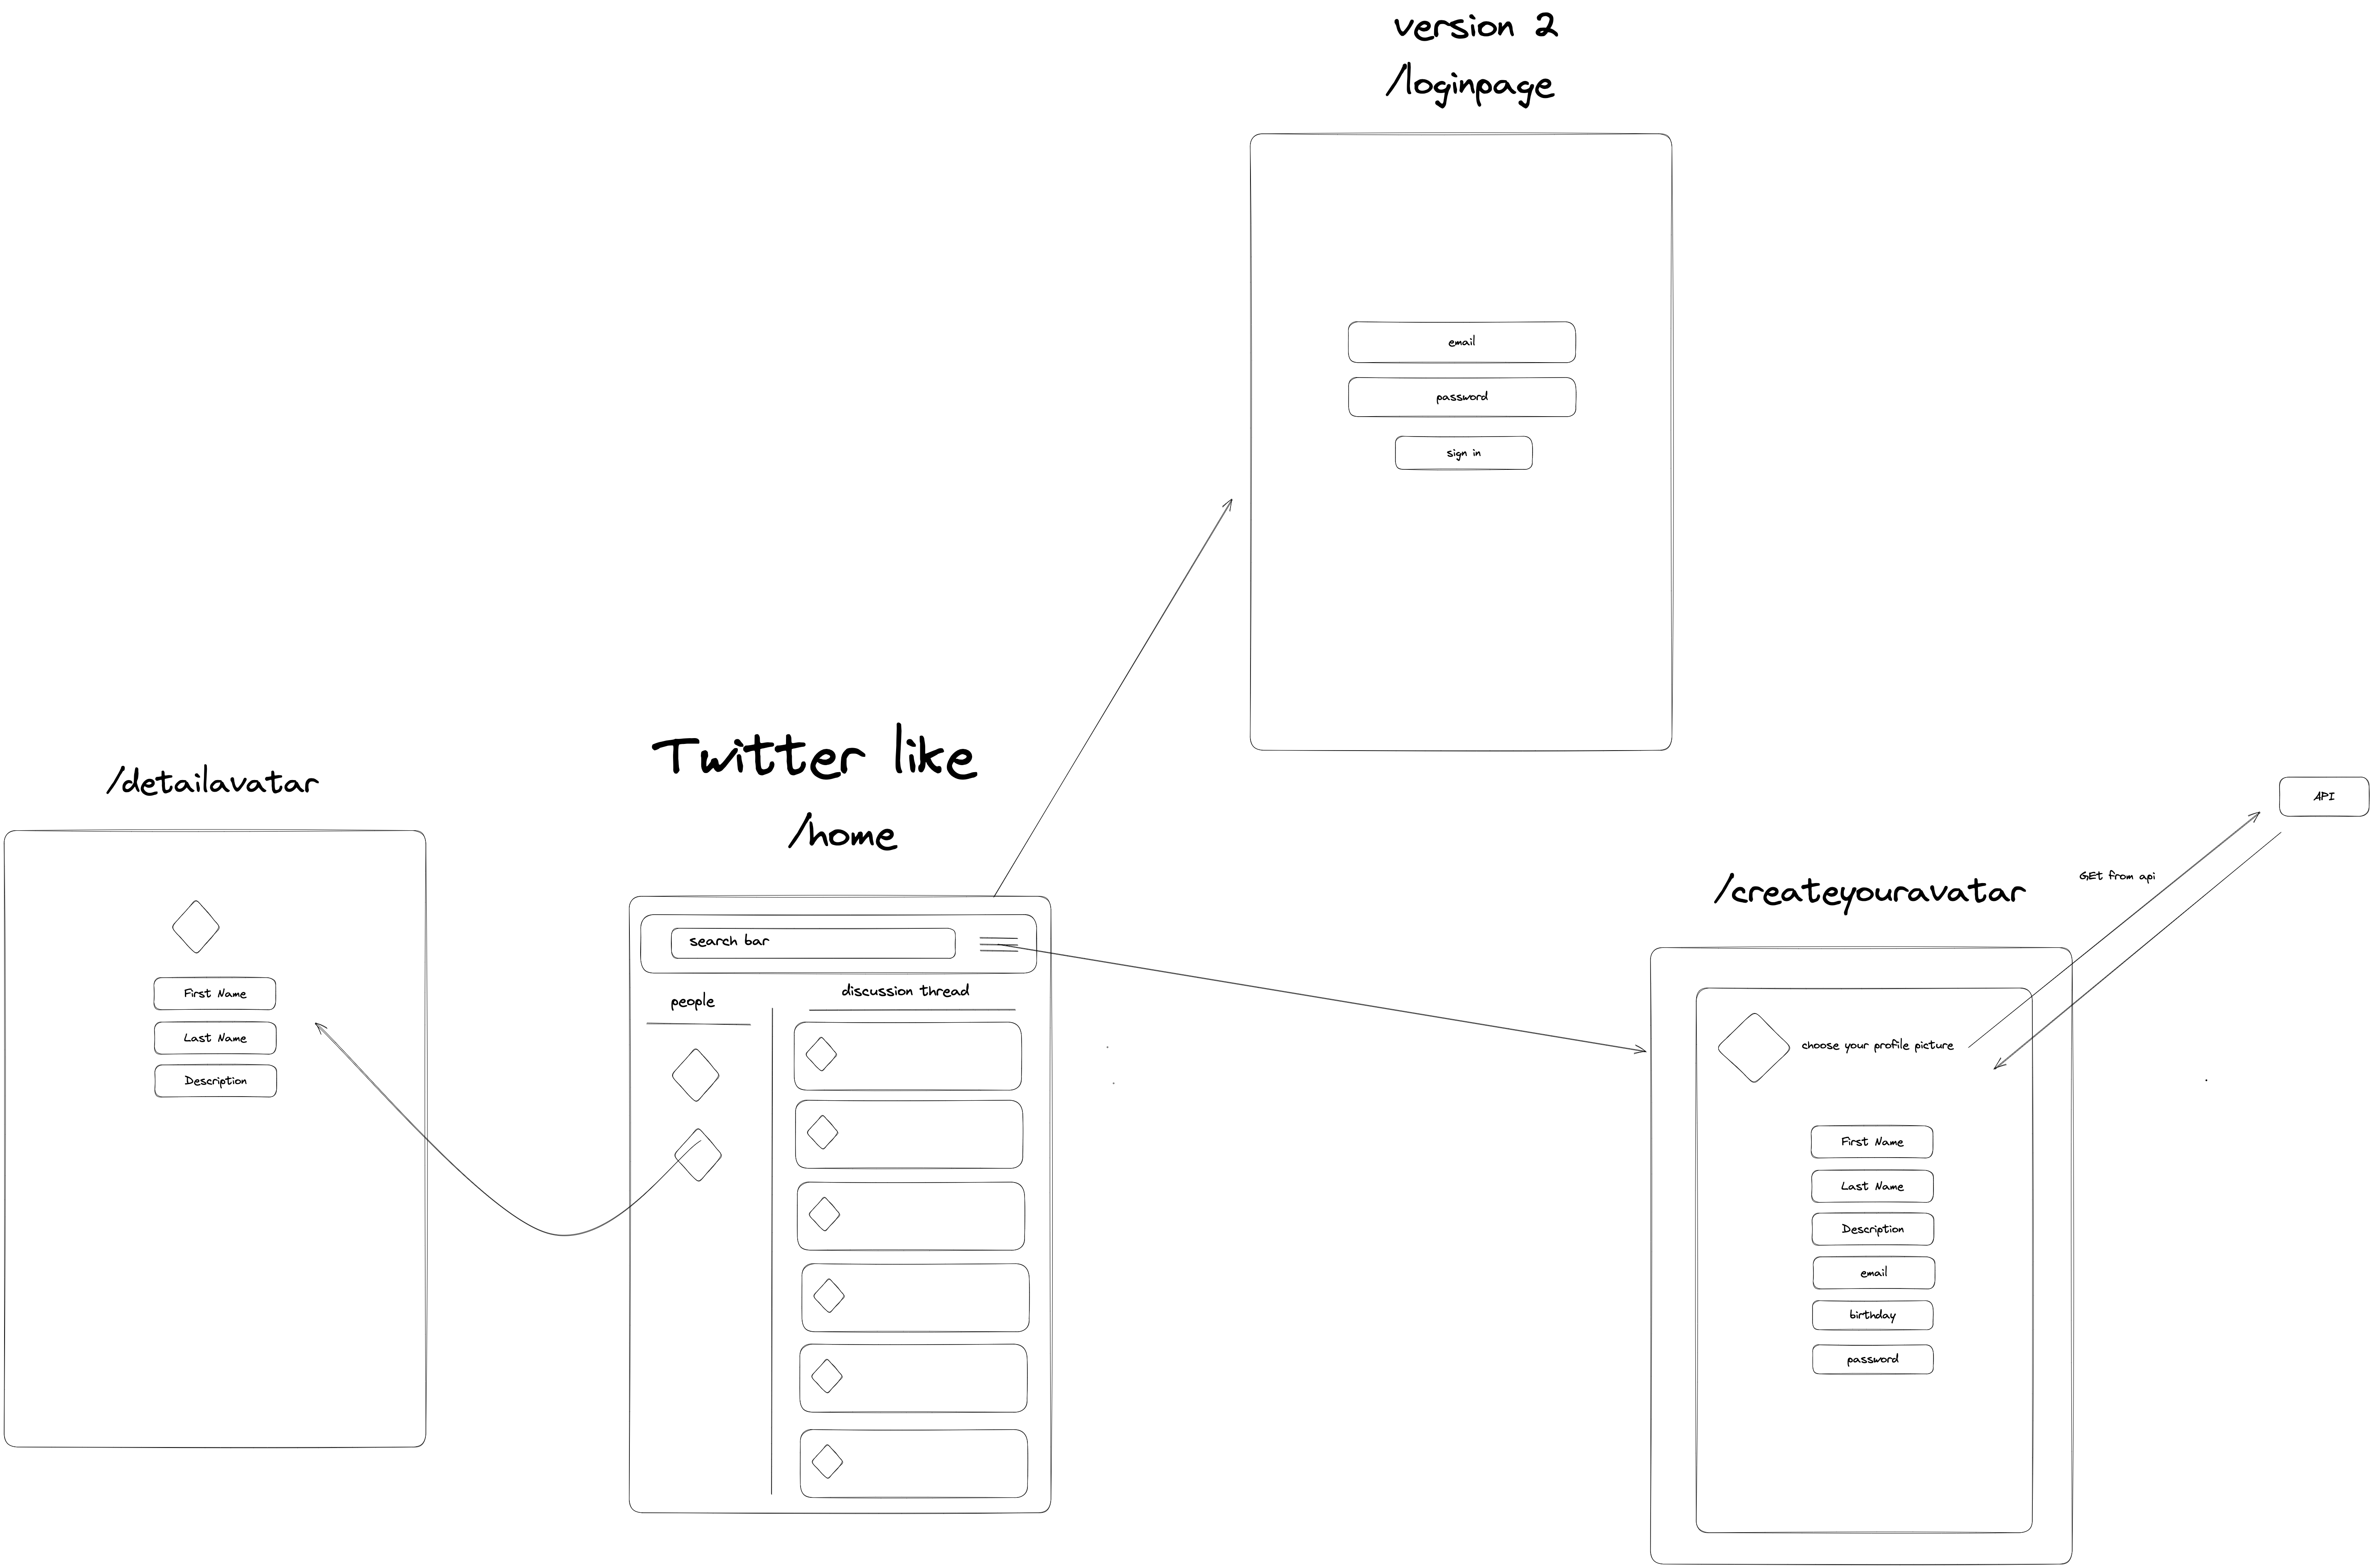 version 2
/loginpage
email
password
sign in
Twitter like
/home
search bar
people
discussion thread
/detailavatar
First Name
Last Name
Description
API
GEt from api
/createyouravatar
choose your profile picture
First Name
Last Name
Description
email
birthday
password